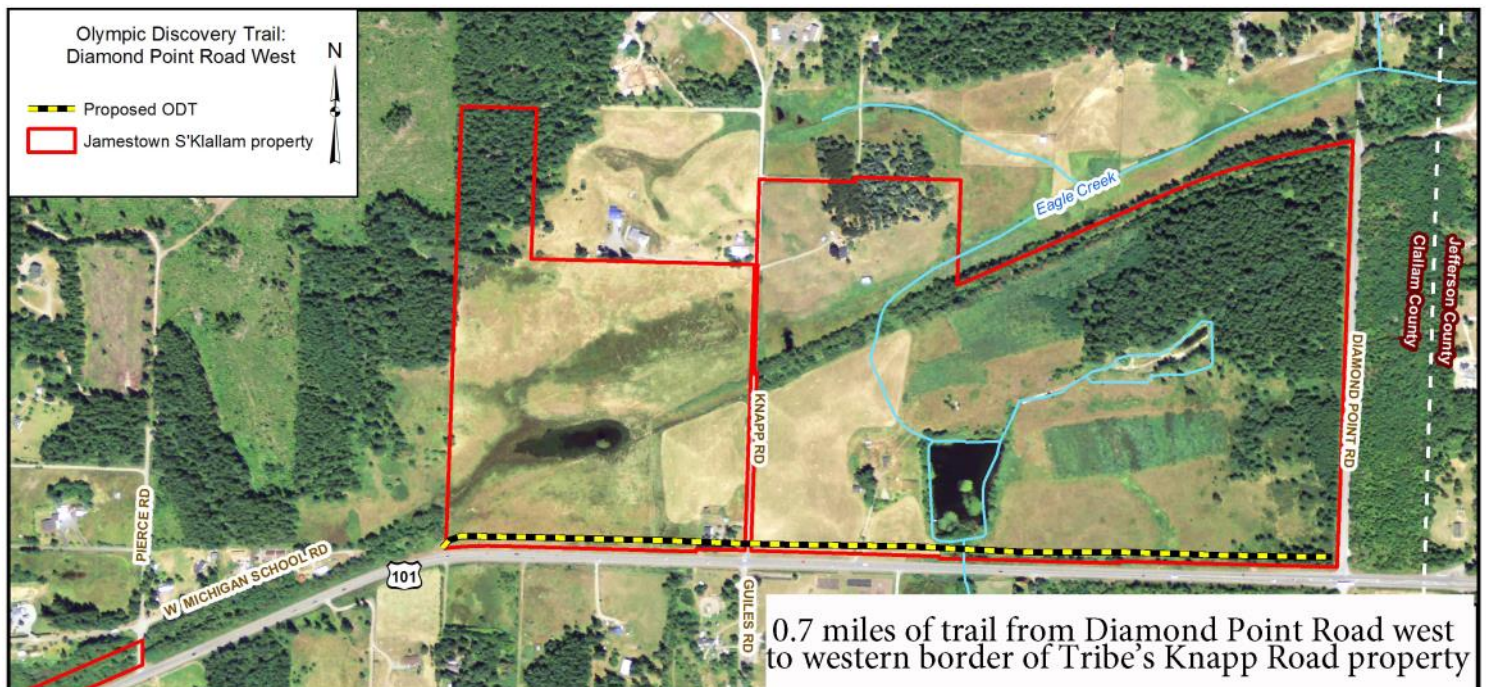 Olympic Discovery Trail:
Diamond Point Road West
N
Proposed ODT
Jamestown S'Klallam property
Eagle Creek
Jefferson County
Clallam County
KNAPP RD
DIAMOND POINT RD
PIERCE RD
W MICHIGAN SCHOOL RD
101
GUILES RD
0.7 miles of trail from Diamond Point Road west
to western border of Tribe's Knapp Road property